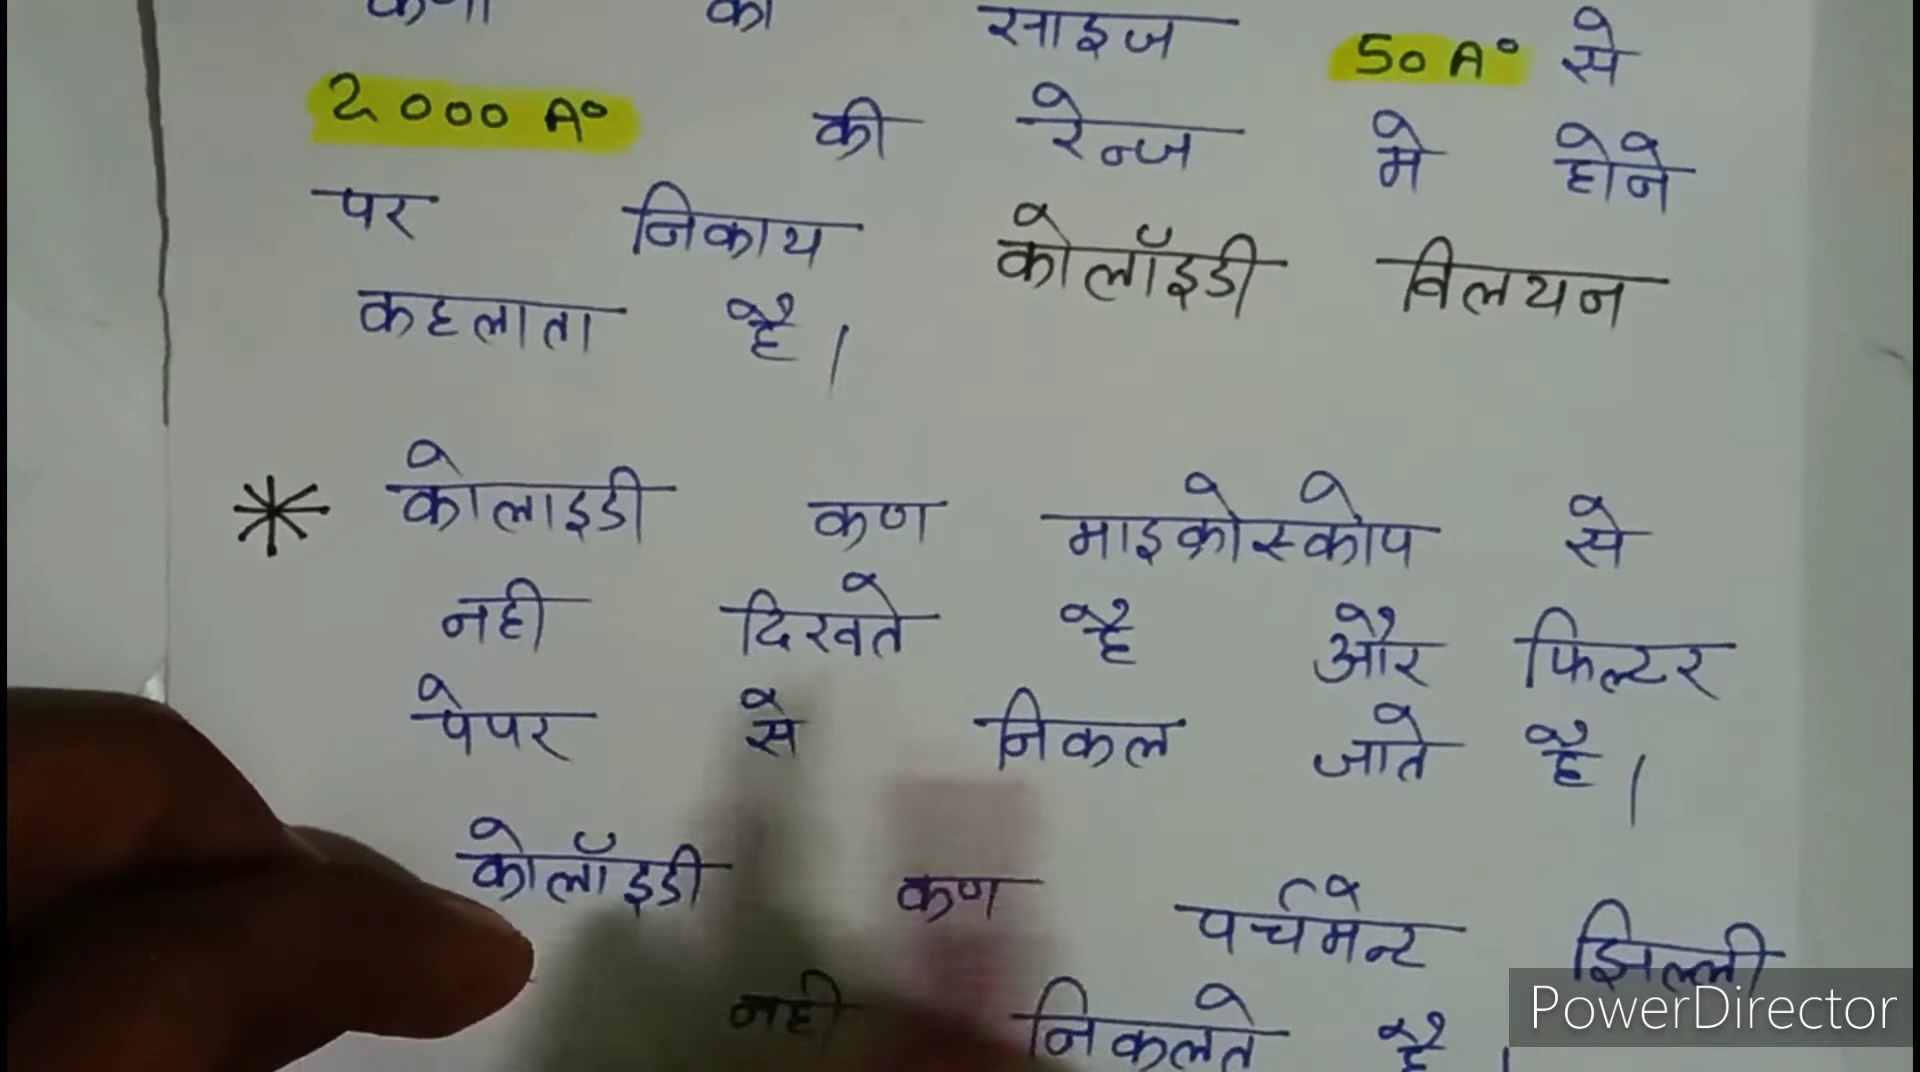 कणो का साइज 50 A° से
2000 A° की रेन्ज मे होने
पर निकाय कोलॉइडी विलयन
कहलाता है।
* कोलाइडी कण माइक्रोस्कोप से
नही दिखते है और फिल्टर
पेपर से निकल जाते है।
कोलॉइडी कण पर्चमेन्ट झिल्ली
नही निकलते है।
PowerDirector